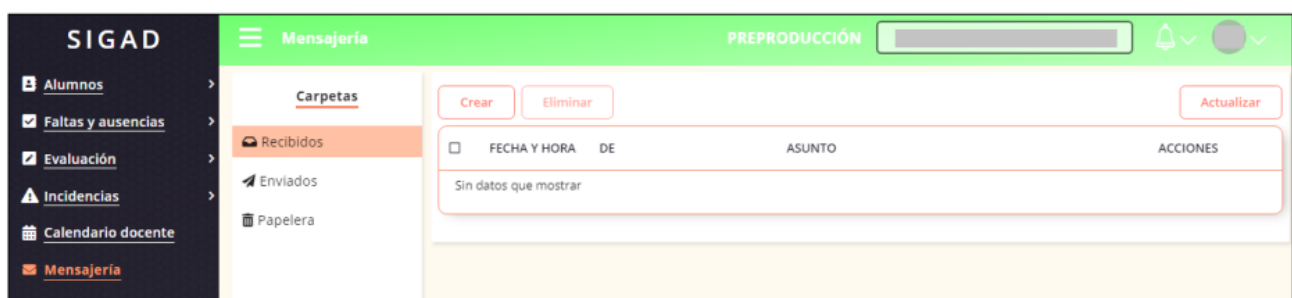 SIGAD
Alumnos
Faltas y ausencias
Evaluación
Incidencias
Calendario docente
Mensajería
Mensajería
PREPRODUCCIÓN
Carpetas
Recibidos
Enviados
Papelera
Crear Eliminar Actualizar
FECHA Y HORA DE ASUNTO ACCIONES
Sin datos que mostrar